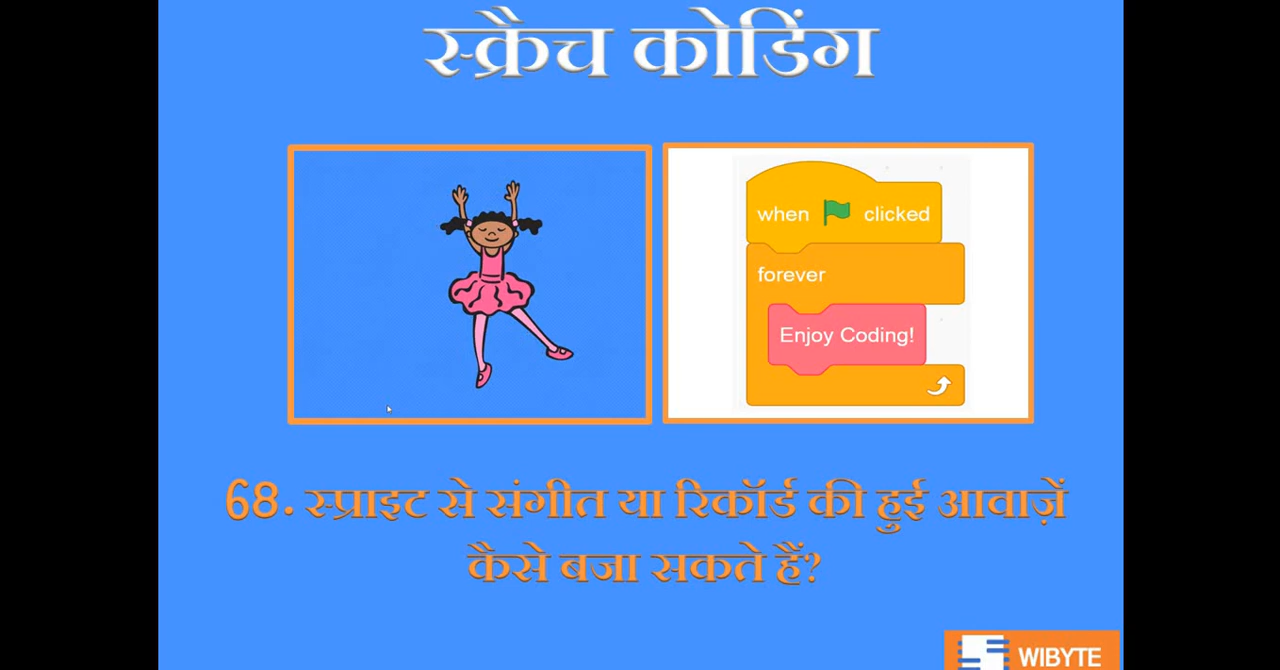 स्क्रैच कोडिंग
when clicked
forever
Enjoy Coding!
68. स्प्राइट से संगीत या रिकॉर्ड की हुई आवाज़ें
कैसे बजा सकते हैं?
WIBYTE